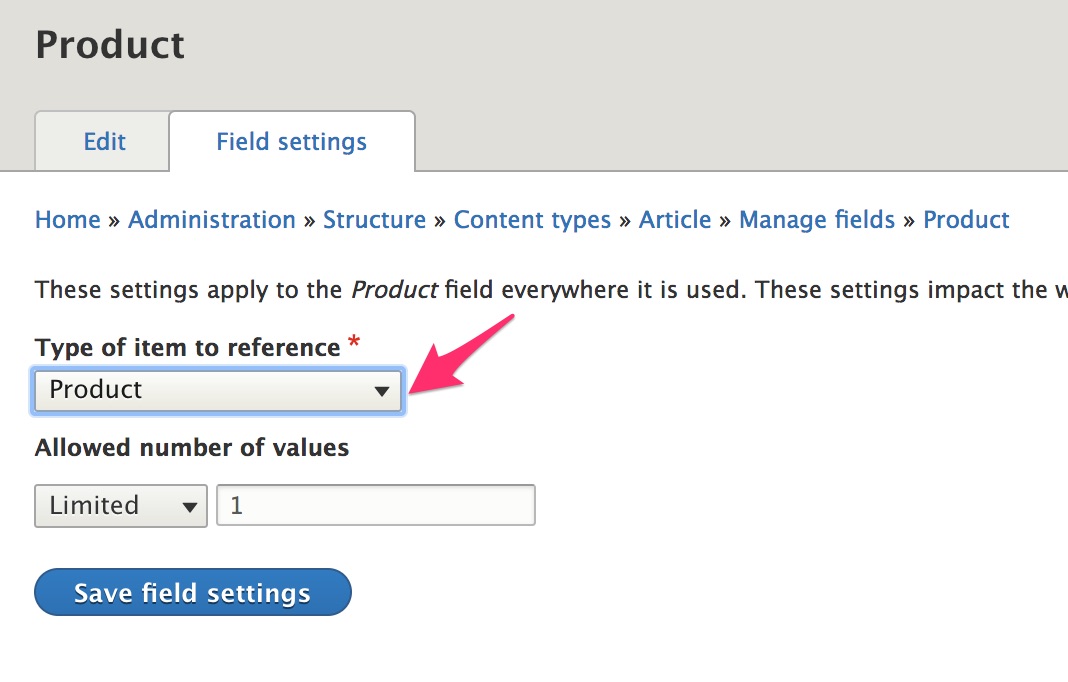 Product
Edit Field settings
Home » Administration » Structure » Content types » Article » Manage fields » Product
These settings apply to the Product field everywhere it is used. These settings impact the
Type of item to reference *
Product
Allowed number of values
Limited 1
Save field settings